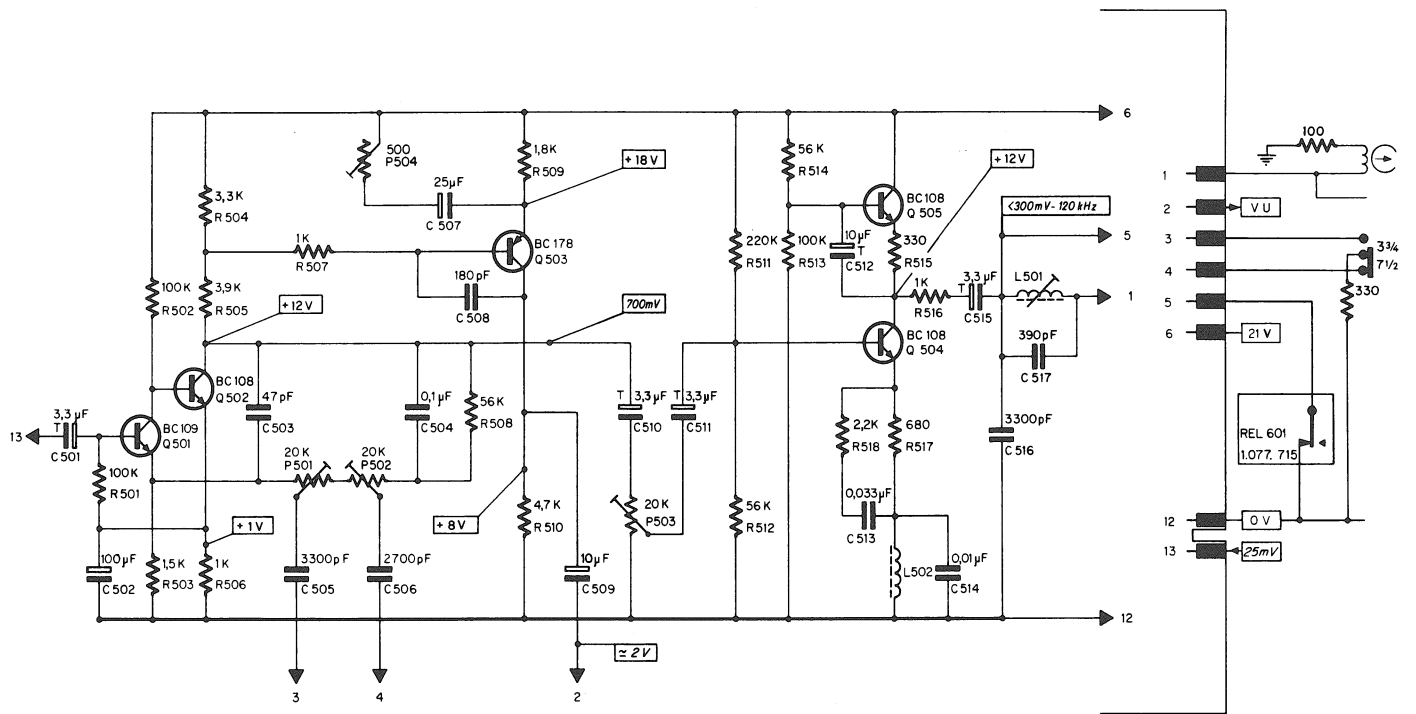 500
P504
1,8K
R509
+18V
56K
R514
+12V
6
100
3,3K
R504
25µF
C507
BC108
Q505
<300mV-120kHz
1
2
VU
1K
R507
BC178
Q503
220K
R511
100K
R513
10µF
T
C512
330
R515
5
3
3¾
7½
4
330
100K
R502
3,9K
R505
180pF
C508
1K
R516
3,3µF
T
C515
L501
1
5
+12V
700mV
BC108
Q504
390pF
C517
6
21V
BC108
Q502
47pF
C503
0,1µF
C504
56K
R508
T
3,3µF
C510
T
3,3µF
C511
2,2K
R518
680
R517
3300pF
C516
REL 601
1.077.715
13
3,3µF
T
C501
BC109
Q501
20K
P501
20K
P502
100K
R501
+1V
+8V
4,7K
R510
20K
P503
56K
R512
0,033µF
C513
12
0V
13
25mV
100µF
C502
1,5K
R503
1K
R506
3300pF
C505
2700pF
C506
10µF
C509
L502
0,01µF
C514
12
≃2V
3
4
2